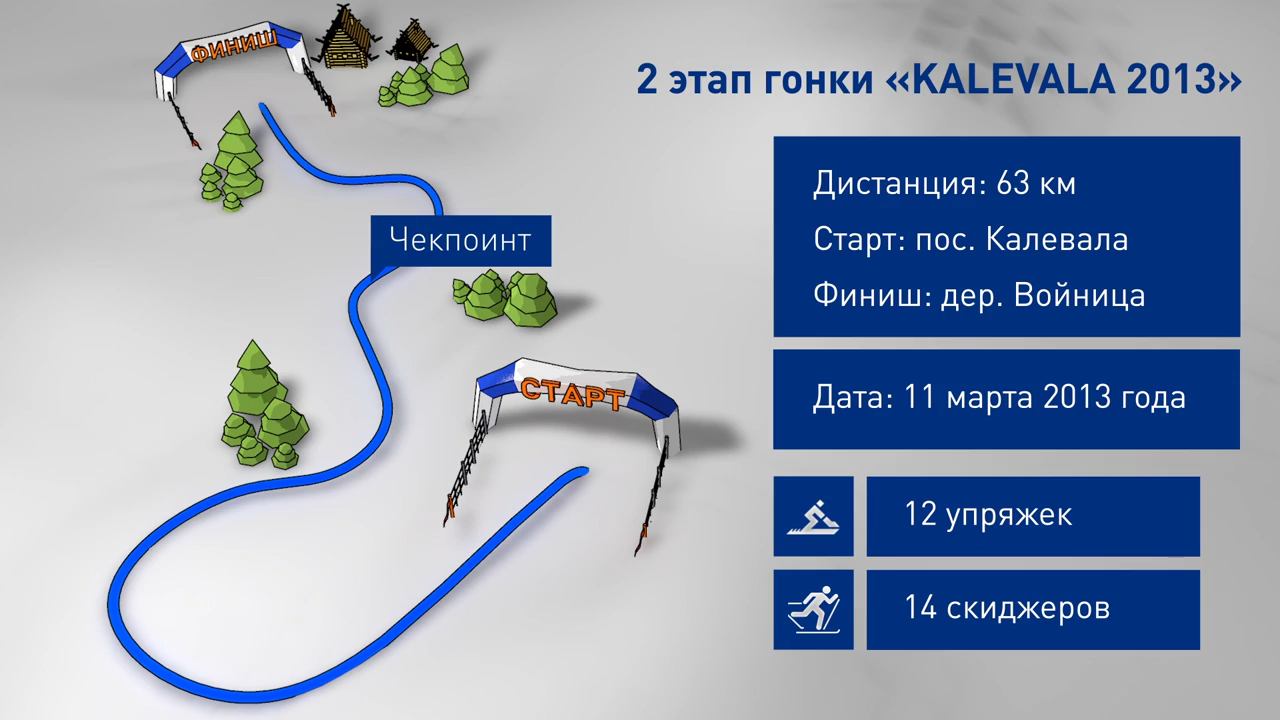 ФИНИШ
2 этап гонки «KALEVALA 2013»
Дистанция: 63 км
Старт: пос. Калевала
Финиш: дер. Войница
Чекпоинт
СТАРТ
Дата: 11 марта 2013 года
12 упряжек
14 скиджеров